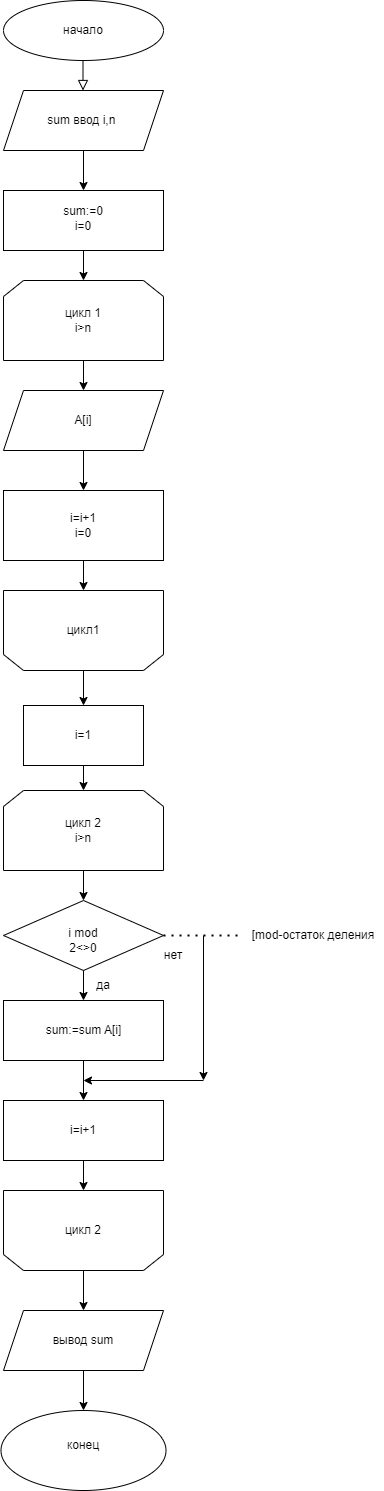 начало
sum ввод i,n
sum:=0
i=0
цикл 1
i>n
A[i]
i=i+1
i=0
цикл1
i=1
цикл 2
i>n
i mod
2<>0
[mod-остаток деления
нет
да
sum:=sum A[i]
i=i+1
цикл 2
вывод sum
конец